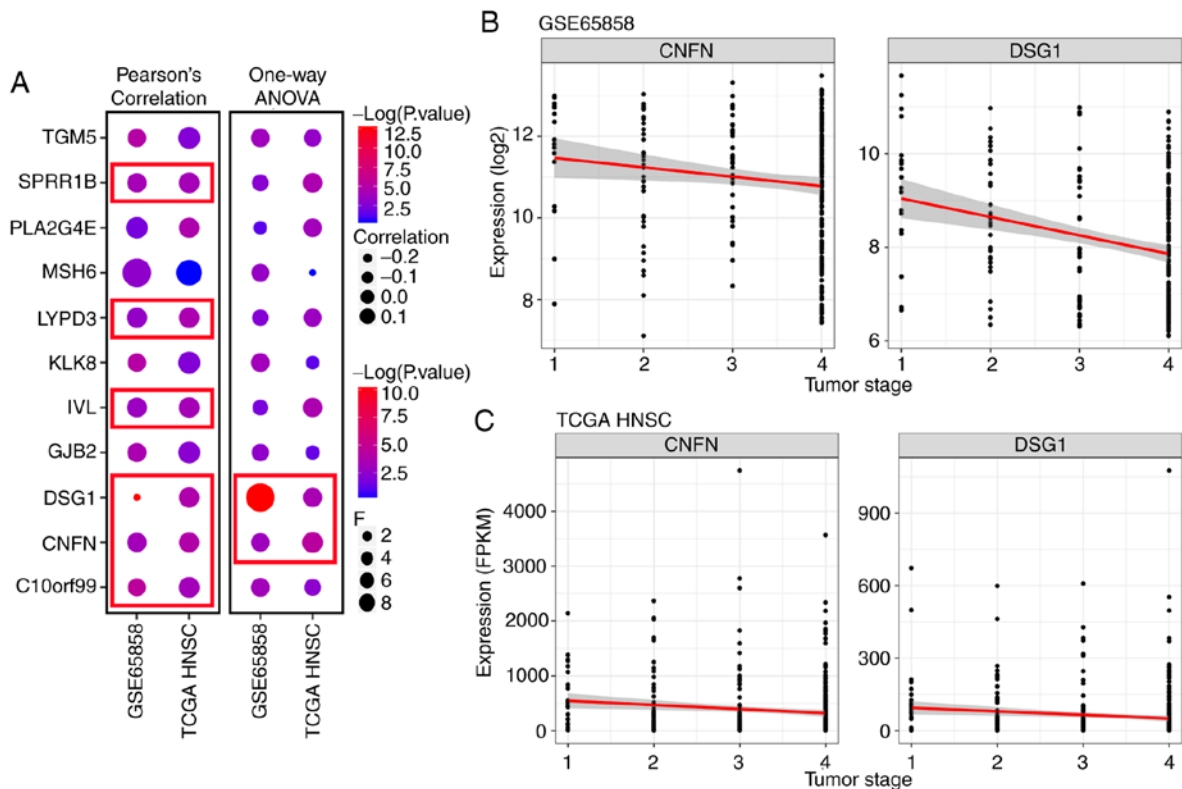 A
Pearson's
Correlation
One-way
ANOVA
TGM5
SPRR1B
PLA2G4E
MSH6
LYPD3
KLK8
IVL
GJB2
DSG1
CNFN
C10orf99
GSE65858
TCGA HNSC
GSE65858
TCGA HNSC
−Log(P.value)
12.5
10.0
7.5
5.0
2.5
Correlation
−0.2
−0.1
0.0
0.1
−Log(P.value)
10.0
7.5
5.0
2.5
F
2
4
6
8
B
GSE65858
CNFN
DSG1
Expression (log2)
12
10
8
1 2 3 4
10
8
6
1 2 3 4
Tumor stage
C
TCGA HNSC
CNFN
DSG1
Expression (FPKM)
4000
3000
2000
1000
0
1 2 3 4
900
600
300
0
1 2 3 4
Tumor stage